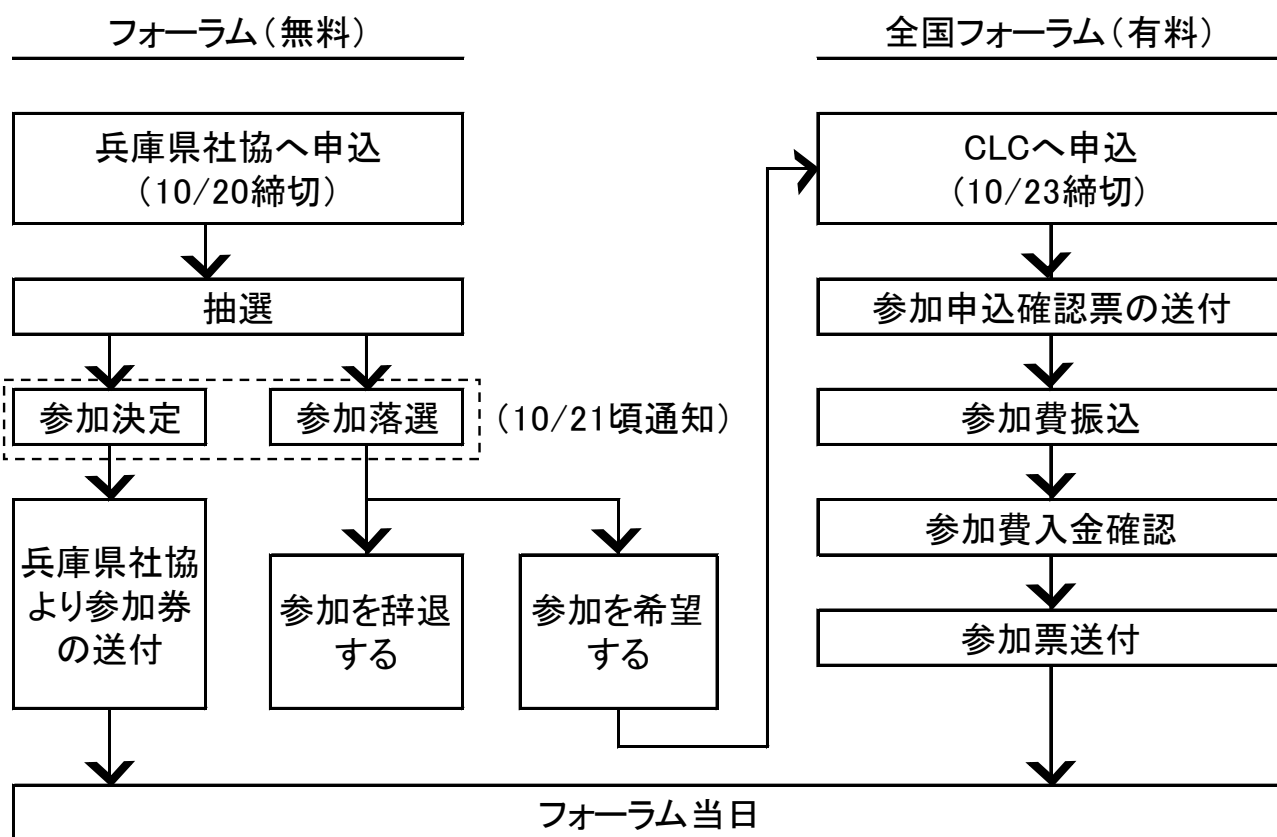 フォーラム（無料）
全国フォーラム（有料）
兵庫県社協へ申込
（10/20締切）
抽選
参加決定
参加落選
（10/21頃通知）
兵庫県社協
より参加券
の送付
参加を辞退
する
参加を希望
する
CLCへ申込
（10/23締切）
参加申込確認票の送付
参加費振込
参加費入金確認
参加票送付
フォーラム当日